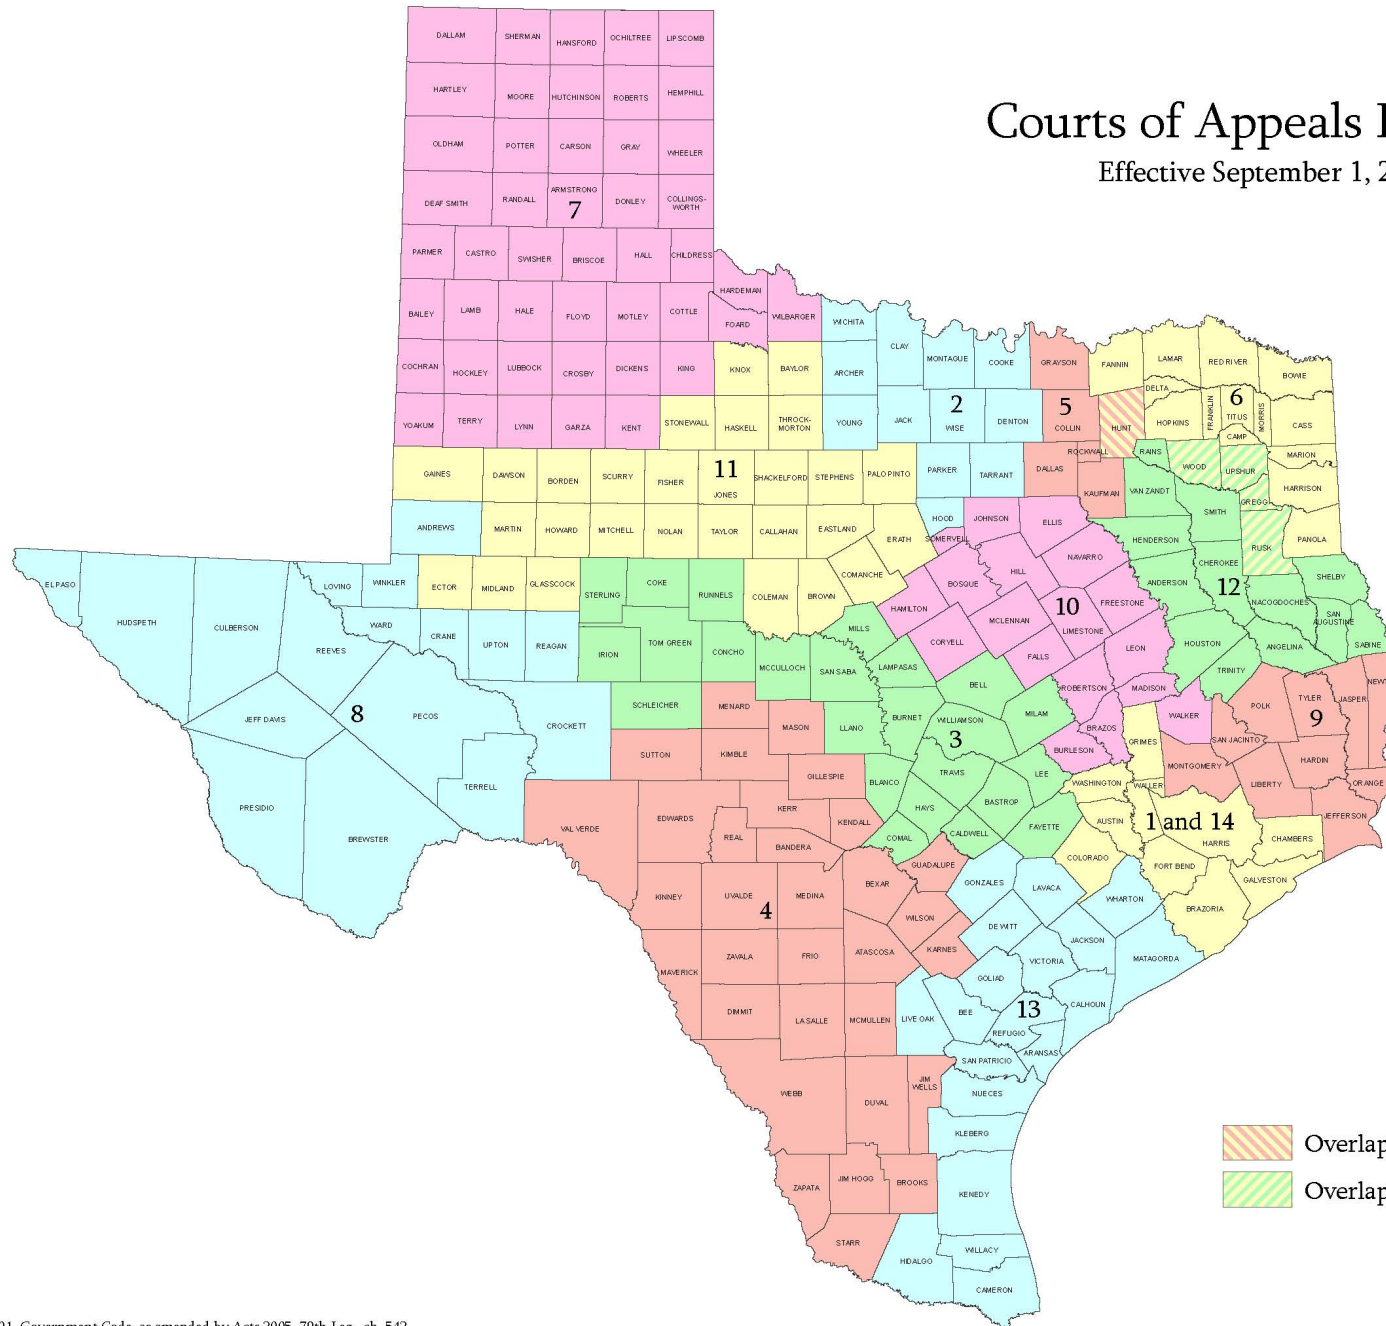 Courts of Appeals
Effective September 1, 2
DALLAM SHERMAN HANSFORD OCHILTREE LIPSCOMB
HARTLEY MOORE HUTCHINSON ROBERTS HEMPHILL
OLDHAM POTTER CARSON GRAY WHEELER
DEAF SMITH RANDALL ARMSTRONG DONLEY COLLINGS-
WORTH
7
PARMER CASTRO SWISHER BRISCOE HALL CHILDRESS
HARDEMAN
BAILEY LAMB HALE FLOYD MOTLEY COTTLE FOARD WILBARGER WICHITA
CLAY MONTAGUE COOKE GRAYSON FANNIN LAMAR RED RIVER BOWIE
COCHRAN HOCKLEY LUBBOCK CROSBY DICKENS KING KNOX BAYLOR ARCHER
DELTA
YOAKUM TERRY LYNN GARZA KENT STONEWALL HASKELL THROCK-
MORTON YOUNG JACK 2 WISE DENTON 5 COLLIN HUNT HOPKINS FRANKLIN 6 TITUS MORRIS CASS
CAMP
ROCKWALL RAINS MARION
GAINES DAWSON BORDEN SCURRY FISHER 11 JONES SHACKELFORD STEPHENS PALO PINTO PARKER TARRANT DALLAS KAUFMAN VAN ZANDT WOOD UPSHUR HARRISON
GREGG
ANDREWS MARTIN HOWARD MITCHELL NOLAN TAYLOR CALLAHAN EASTLAND ERATH HOOD JOHNSON ELLIS SMITH
SOMERVELL HENDERSON RUSK PANOLA
NAVARRO CHEROKEE
EL PASO LOVING WINKLER ECTOR MIDLAND GLASSCOCK STERLING COKE RUNNELS COLEMAN BROWN COMANCHE BOSQUE HILL ANDERSON 12 SHELBY
HUDSPETH CULBERSON WARD HAMILTON MCLENNAN 10 LIMESTONE FREESTONE NACOGDOCHES SAN
AUGUSTINE
REEVES CRANE UPTON REAGAN IRION TOM GREEN CONCHO MCCULLOCH SAN SABA MILLS CORYELL FALLS LEON HOUSTON ANGELINA SABINE
LAMPASAS TRINITY
JEFF DAVIS 8 PECOS CROCKETT SCHLEICHER MENARD MASON LLANO BURNET BELL ROBERTSON MADISON POLK TYLER JASPER NEW
WILLIAMSON MILAM BRAZOS WALKER 9
3 BURLESON GRIMES SAN JACINTO
SUTTON KIMBLE GILLESPIE BLANCO TRAVIS LEE WASHINGTON WALLER MONTGOMERY LIBERTY HARDIN ORANGE
PRESIDIO BREWSTER TERRELL VAL VERDE EDWARDS KERR KENDALL HAYS BASTROP AUSTIN 1 and 14 JEFFERSON
REAL BANDERA COMAL CALDWELL FAYETTE HARRIS CHAMBERS
GUADALUPE COLORADO FORT BEND GALVESTON
KINNEY UVALDE MEDINA BEXAR GONZALES LAVACA WHARTON BRAZORIA
4 WILSON DE WITT
MAVERICK ZAVALA FRIO ATASCOSA KARNES JACKSON MATAGORDA
VICTORIA
GOLIAD
DIMMIT LA SALLE MCMULLEN LIVE OAK BEE 13 CALHOUN
REFUGIO
SAN PATRICIO ARANSAS
WEBB DUVAL JIM
WELLS NUECES
KLEBERG
ZAPATA JIM HOGG BROOKS KENEDY
STARR HIDALGO WILLACY
CAMERON
Overlap
Overlap
Government Code, as amended by Acts 2005, 79th Leg., ch. 542